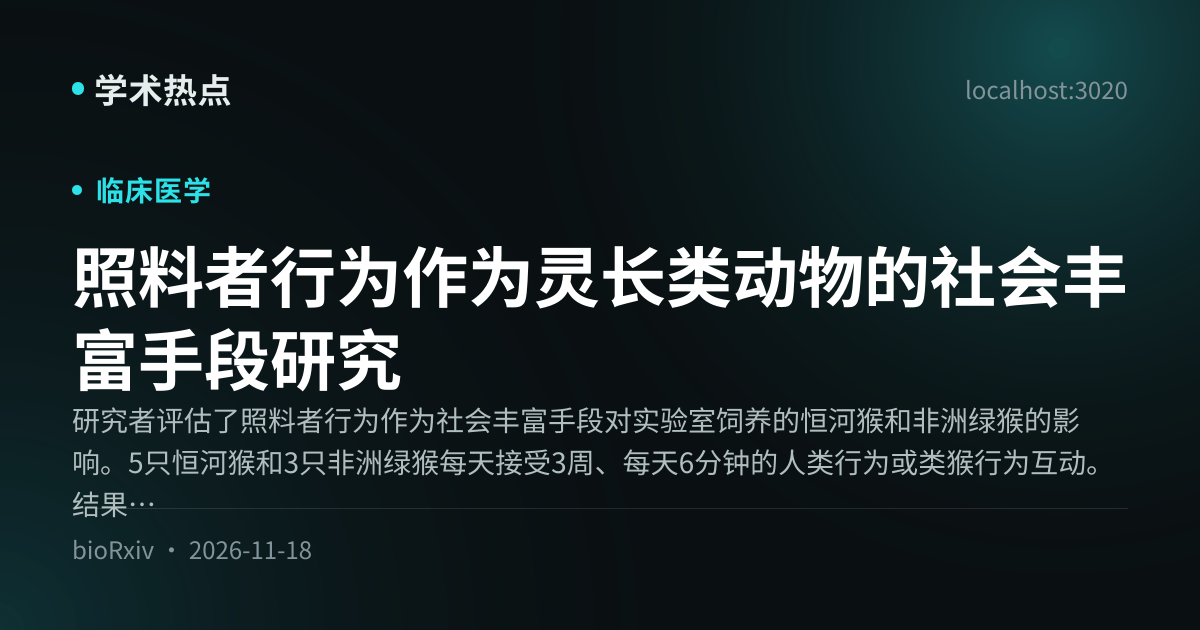 学术热点
localhost:3020
临床医学
照料者行为作为灵长类动物的社会丰
富手段研究
研究者评估了照料者行为作为社会丰富手段对实验室饲养的恒河猴和非洲绿猴的影
响。5只恒河猴和3只非洲绿猴每天接受3周、每天6分钟的人类行为或类猴行为互动。
结果…
bioRxiv • 2026-11-18